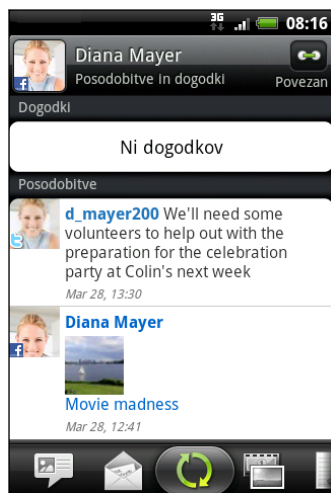 3G 08:16
Diana Mayer
Posodobitve in dogodki
Povezan
Dogodki
Ni dogodkov
Posodobitve
d_mayer200 We'll need some
volunteers to help out with the
preparation for the celebration
party at Colin's next week
Mar 28, 13:30
Diana Mayer
Movie madness
Mar 28, 12:41